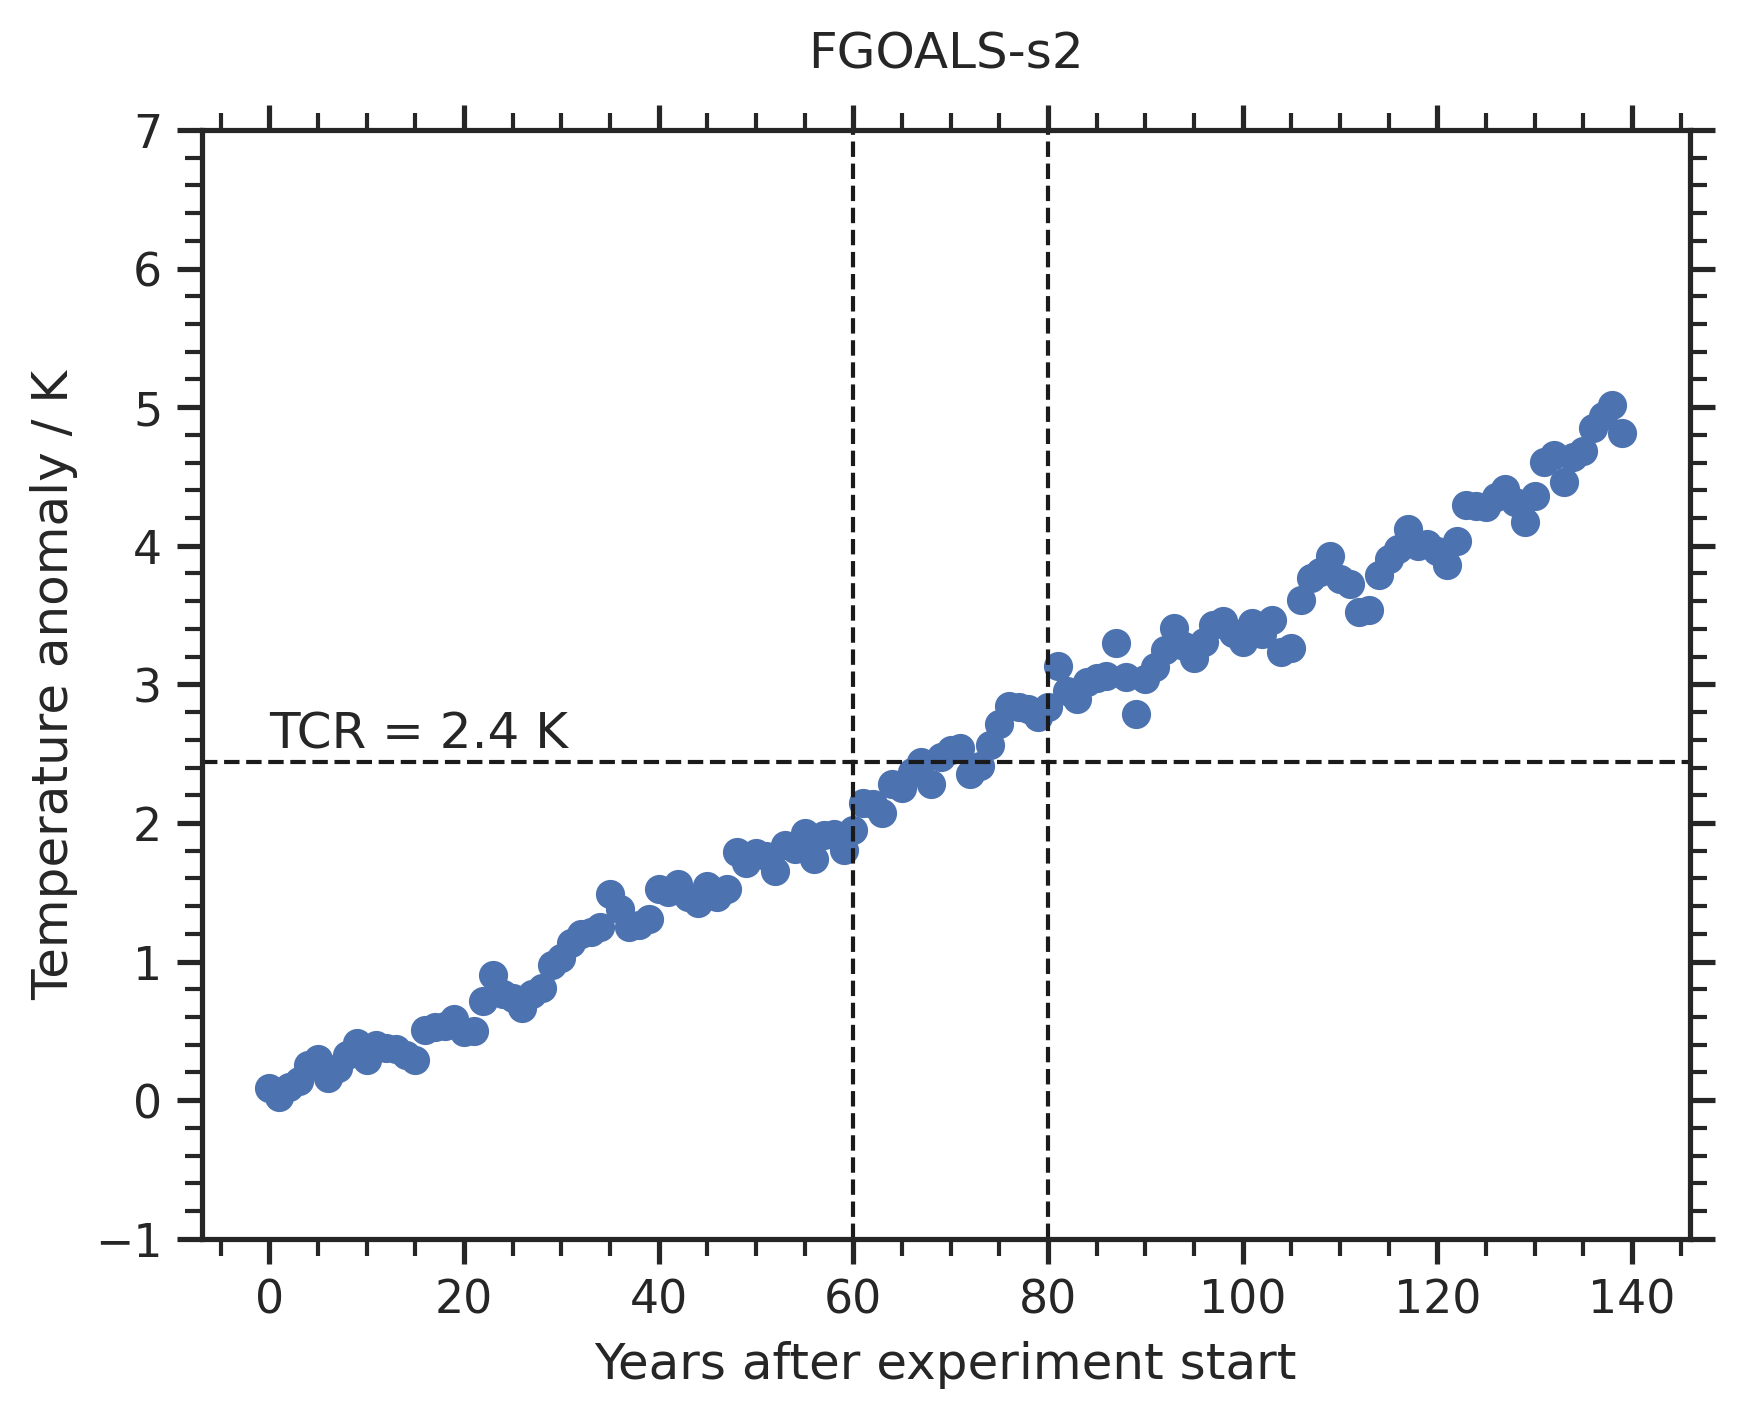 FGOALS-s2
7
6
5
4
3
2
1
0
−1
Temperature anomaly / K
TCR = 2.4 K
0 20 40 60 80 100 120 140
Years after experiment start